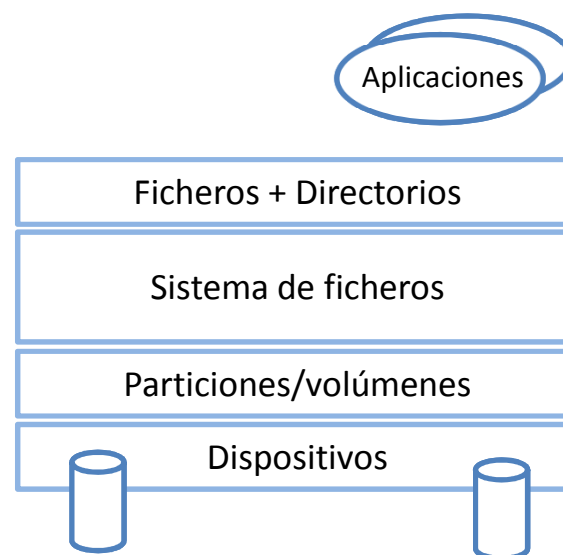 Aplicaciones
Ficheros + Directorios
Sistema de ficheros
Particiones/volúmenes
Dispositivos